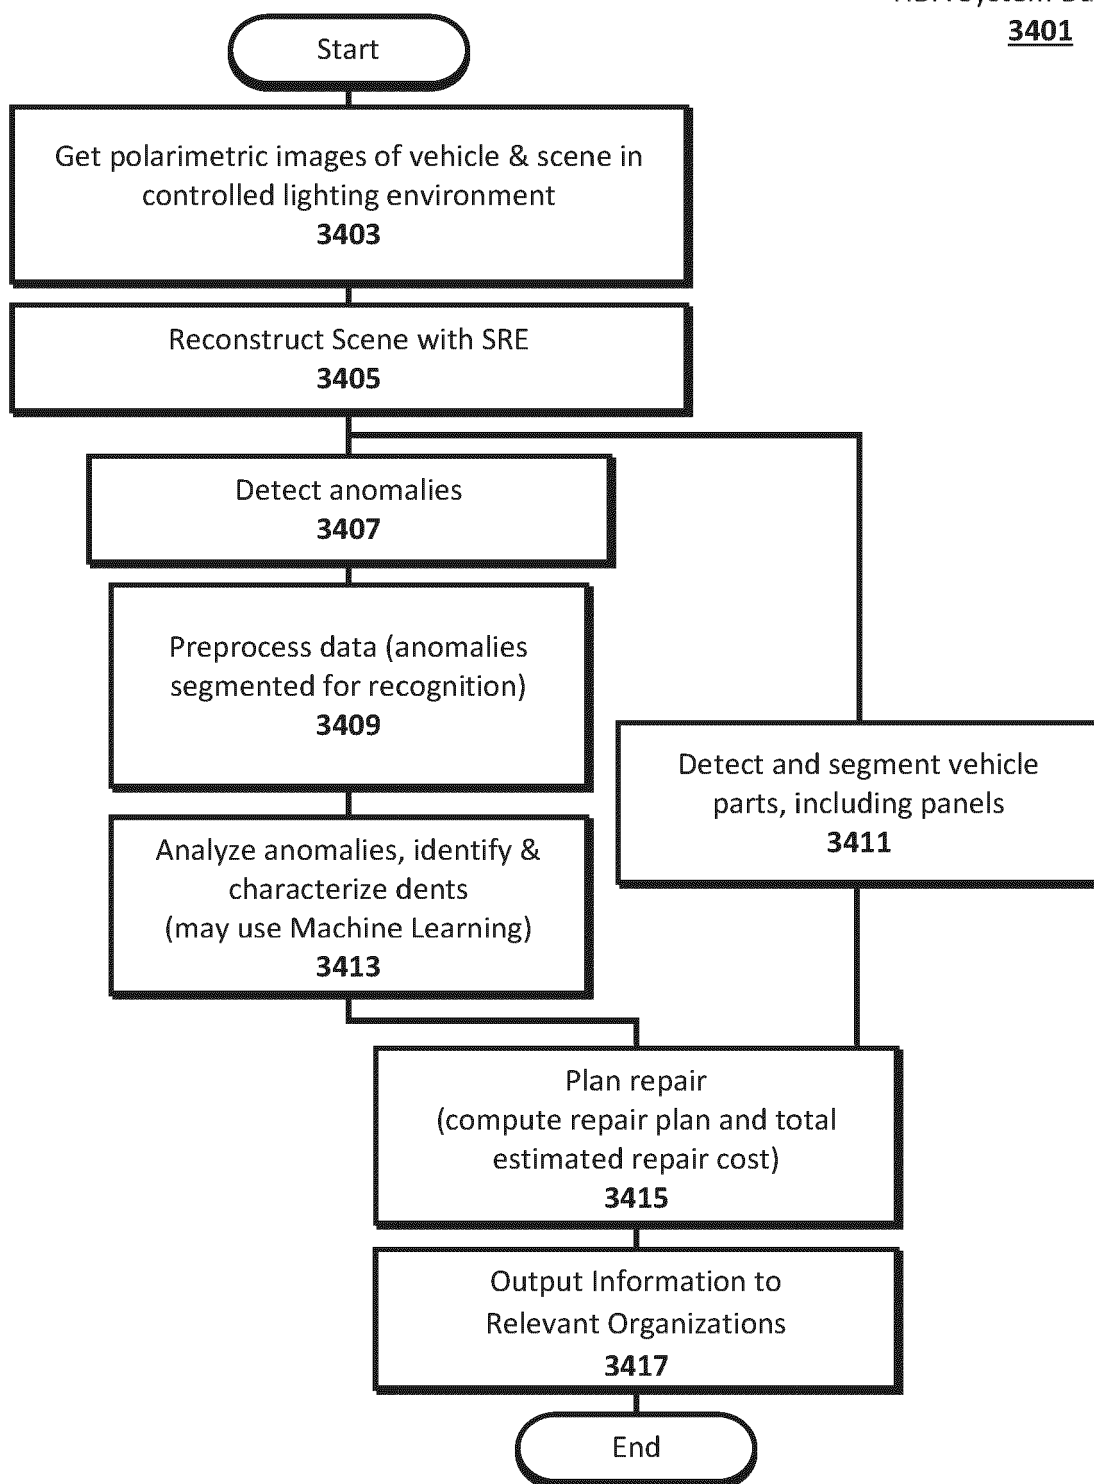 3401
Start
Get polarimetric images of vehicle & scene in
controlled lighting environment
3403
Reconstruct Scene with SRE
3405
Detect anomalies
3407
Preprocess data (anomalies
segmented for recognition)
3409
Detect and segment vehicle
parts, including panels
3411
Analyze anomalies, identify &
characterize dents
(may use Machine Learning)
3413
Plan repair
(compute repair plan and total
estimated repair cost)
3415
Output Information to
Relevant Organizations
3417
End